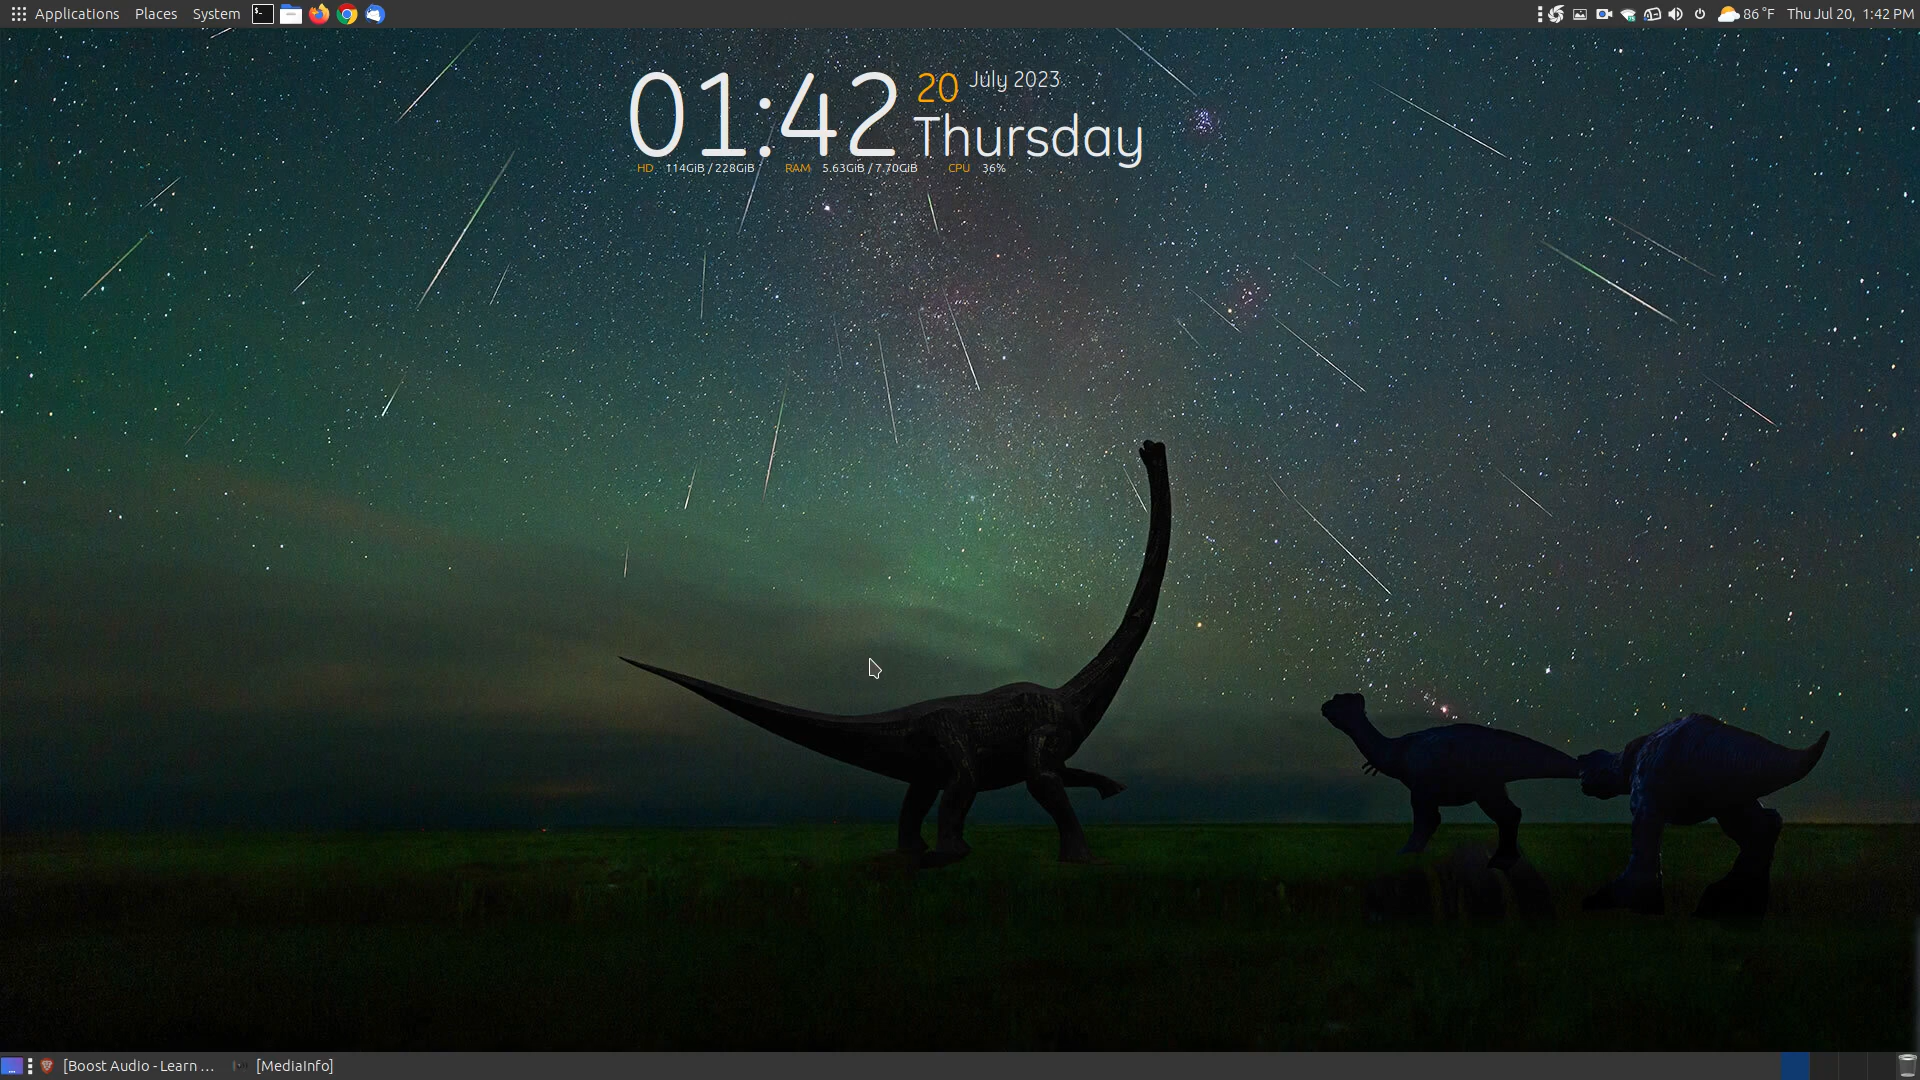 Applications Places System
86 °F Thu Jul 20, 1:42 PM
01:42 20 July 2023
Thursday
HD 114GiB / 228GiB RAM 5.63GiB / 7.70GiB CPU 36%
[Boost Audio - Learn ... [MediaInfo]